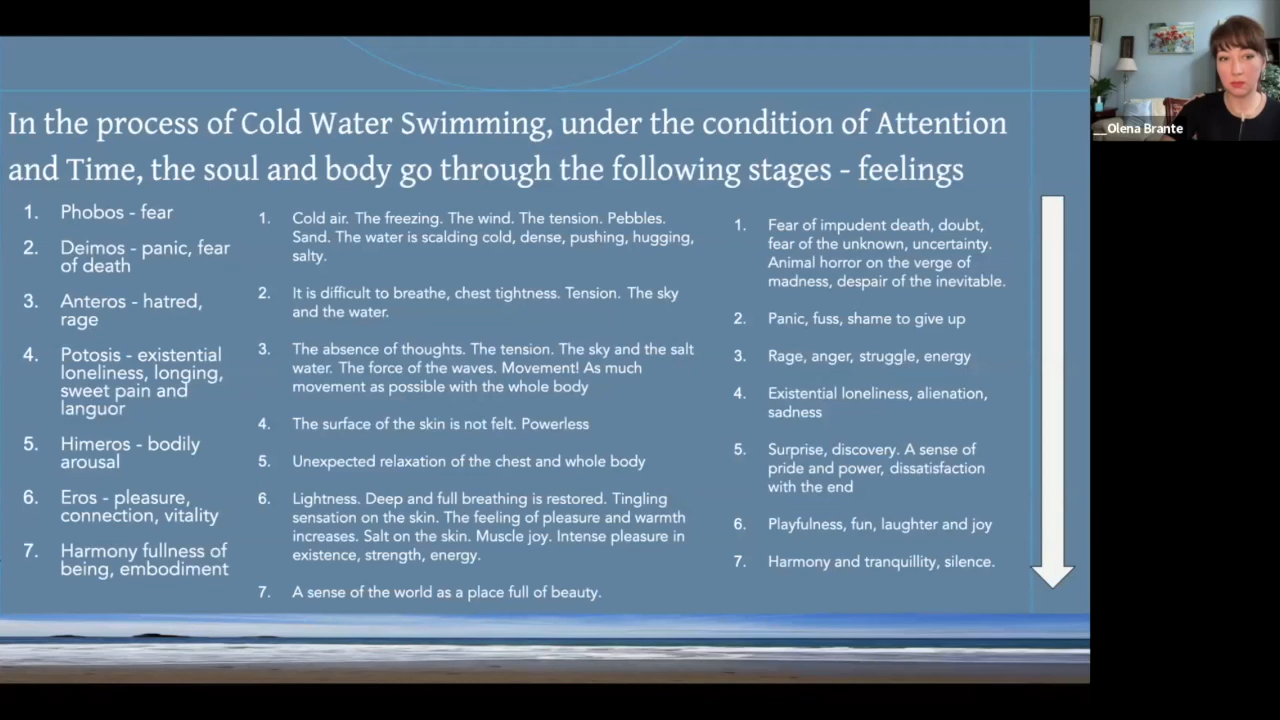 In the process of Cold Water Swimming, under the condition of Attention
and Time, the soul and body go through the following stages - feelings
1. Phobos - fear
2. Deimos - panic, fear
of death
3. Anteros - hatred,
rage
4. Potosis - existential
loneliness, longing,
sweet pain and
languor
5. Himeros - bodily
arousal
6. Eros - pleasure,
connection, vitality
7. Harmony fullness of
being, embodiment
1. Cold air. The freezing. The wind. The tension. Pebbles.
Sand. The water is scalding cold, dense, pushing, hugging,
salty.
2. It is difficult to breathe, chest tightness. Tension. The sky
and the water.
3. The absence of thoughts. The tension. The sky and the salt
water. The force of the waves. Movement! As much
movement as possible with the whole body
4. The surface of the skin is not felt. Powerless
5. Unexpected relaxation of the chest and whole body
6. Lightness. Deep and full breathing is restored. Tingling
sensation on the skin. The feeling of pleasure and warmth
increases. Salt on the skin. Muscle joy. Intense pleasure in
existence, strength, energy.
7. A sense of the world as a place full of beauty.
1. Fear of impudent death, doubt,
fear of the unknown, uncertainty.
Animal horror on the verge of
madness, despair of the inevitable.
2. Panic, fuss, shame to give up
3. Rage, anger, struggle, energy
4. Existential loneliness, alienation,
sadness
5. Surprise, discovery. A sense of
pride and power, dissatisfaction
with the end
6. Playfulness, fun, laughter and joy
7. Harmony and tranquillity, silence.
__Olena Brante